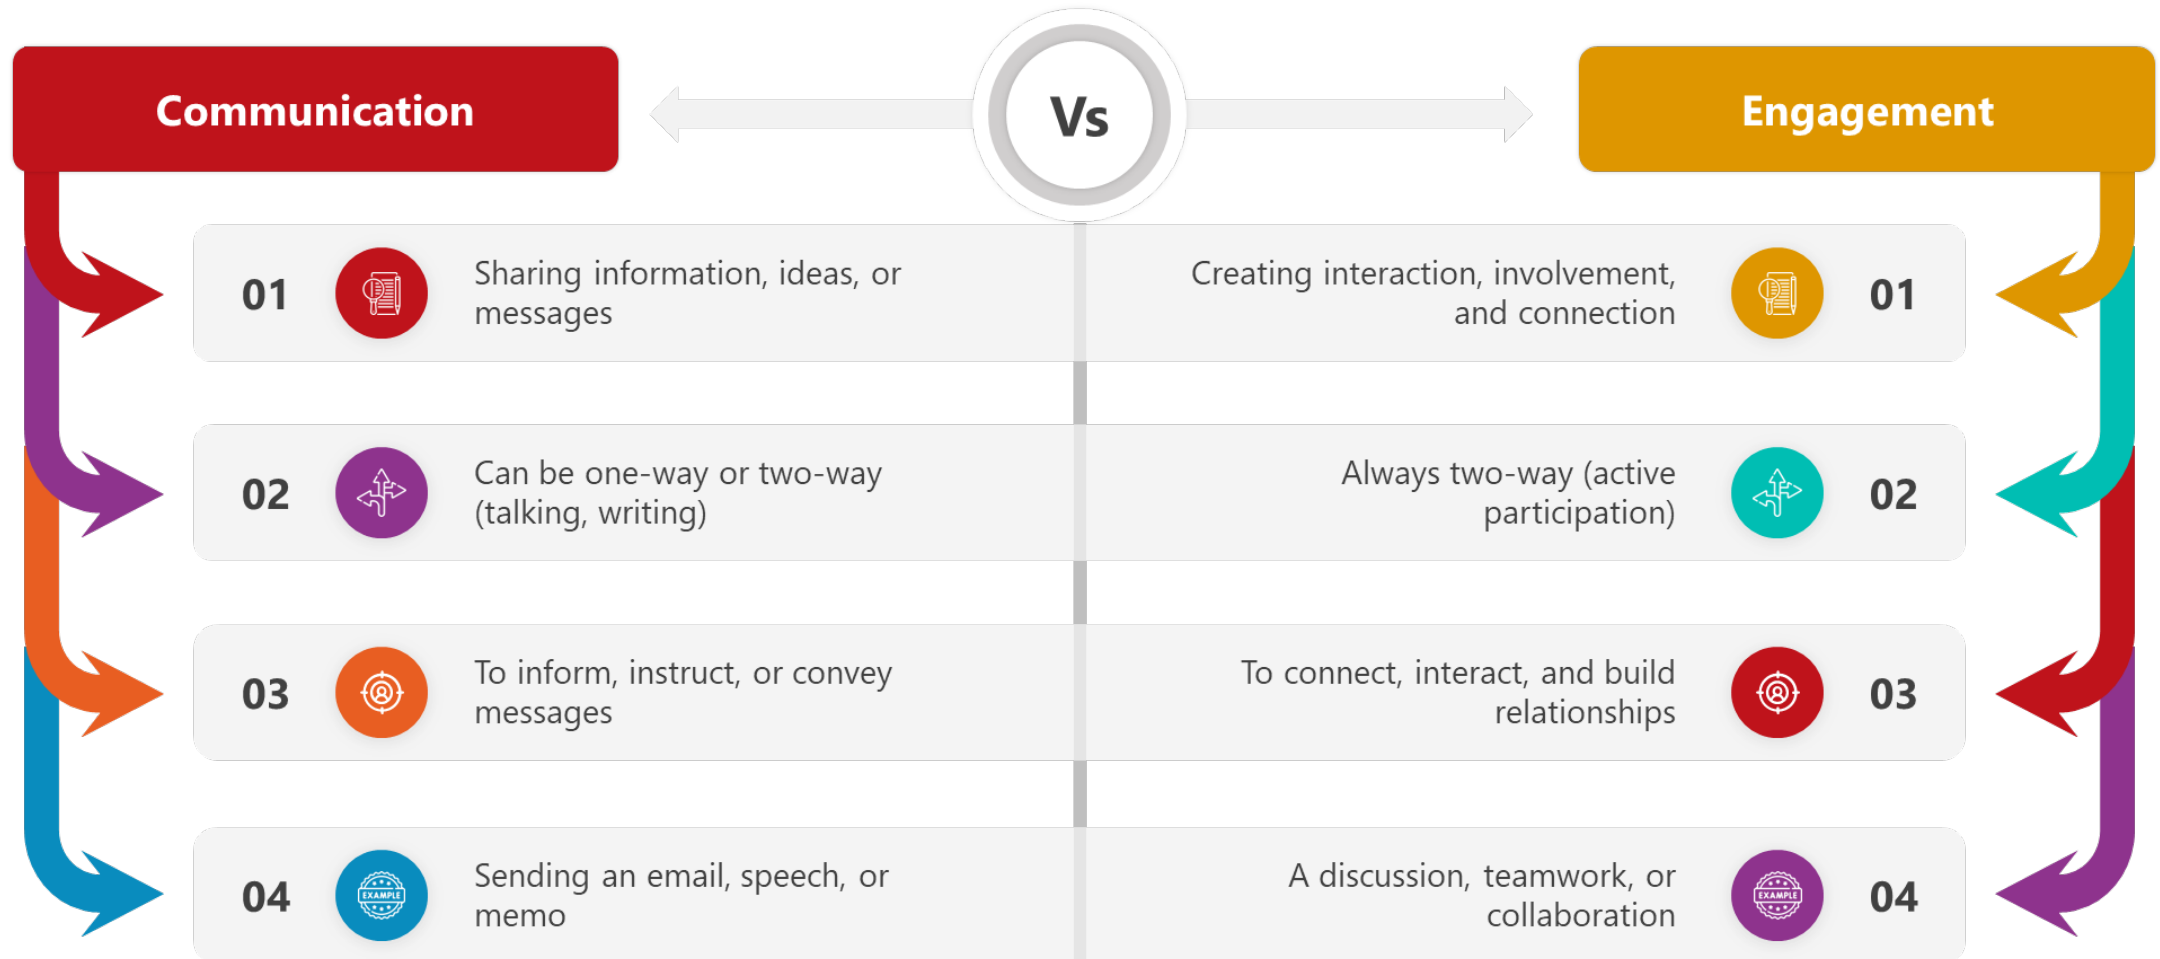 Communication
Vs
Engagement
01
Sharing information, ideas, or
messages
Creating interaction, involvement,
and connection
01
02
Can be one-way or two-way
(talking, writing)
Always two-way (active
participation)
02
03
To inform, instruct, or convey
messages
To connect, interact, and build
relationships
03
04
EXAMPLE
Sending an email, speech, or
memo
A discussion, teamwork, or
collaboration
EXAMPLE
04